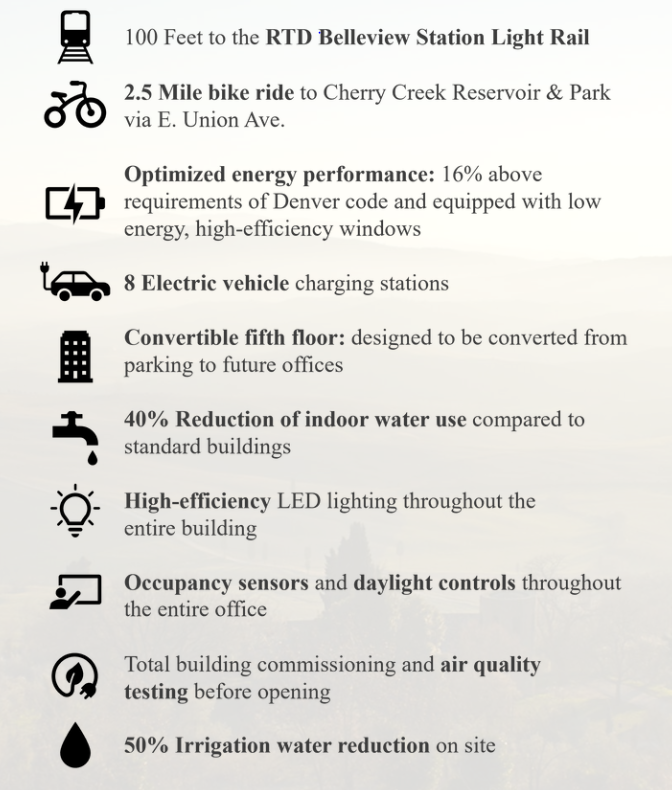 100 Feet to the RTD Belleview Station Light Rail
2.5 Mile bike ride to Cherry Creek Reservoir & Park
via E. Union Ave.
Optimized energy performance: 16% above
requirements of Denver code and equipped with low
energy, high-efficiency windows
8 Electric vehicle charging stations
Convertible fifth floor: designed to be converted from
parking to future offices
40% Reduction of indoor water use compared to
standard buildings
High-efficiency LED lighting throughout the
entire building
Occupancy sensors and daylight controls throughout
the entire office
Total building commissioning and air quality
testing before opening
50% Irrigation water reduction on site